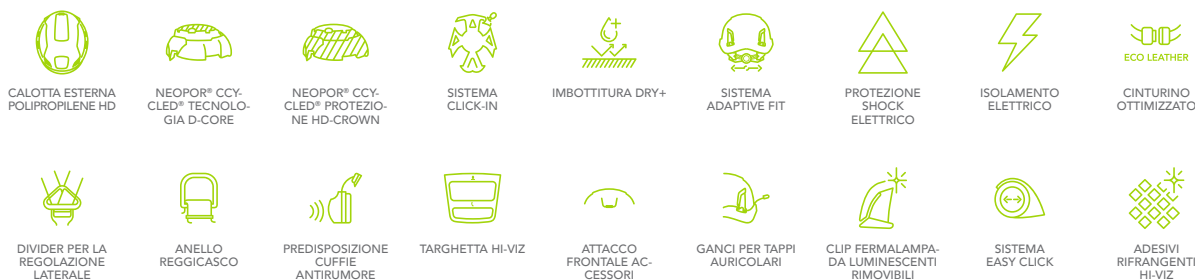 CALOTTA ESTERNA
POLIPROPILENE HD
NEOPOR® CCY-
CLED® TECNOLO-
GIA D-CORE
NEOPOR® CCY-
CLED® PROTEZIO-
NE HD-CROWN
SISTEMA
CLICK-IN
IMBOTTITURA DRY+
SISTEMA
ADAPTIVE FIT
PROTEZIONE
SHOCK
ELETTRICO
ISOLAMENTO
ELETTRICO
ECO LEATHER
CINTURINO
OTTIMIZZATO
DIVIDER PER LA
REGOLAZIONE
LATERALE
ANELLO
REGGICASCO
PREDISPOSIZIONE
CUFFIE
ANTIRUMORE
TARGHETTA HI-VIZ
ATTACCO
FRONTALE AC-
CESSORI
GANCI PER TAPPI
AURICOLARI
CLIP FERMALAMPA-
DA LUMINESCENTI
RIMOVIBILI
SISTEMA
EASY CLICK
ADESIVI
RIFRANGENTI
HI-VIZ